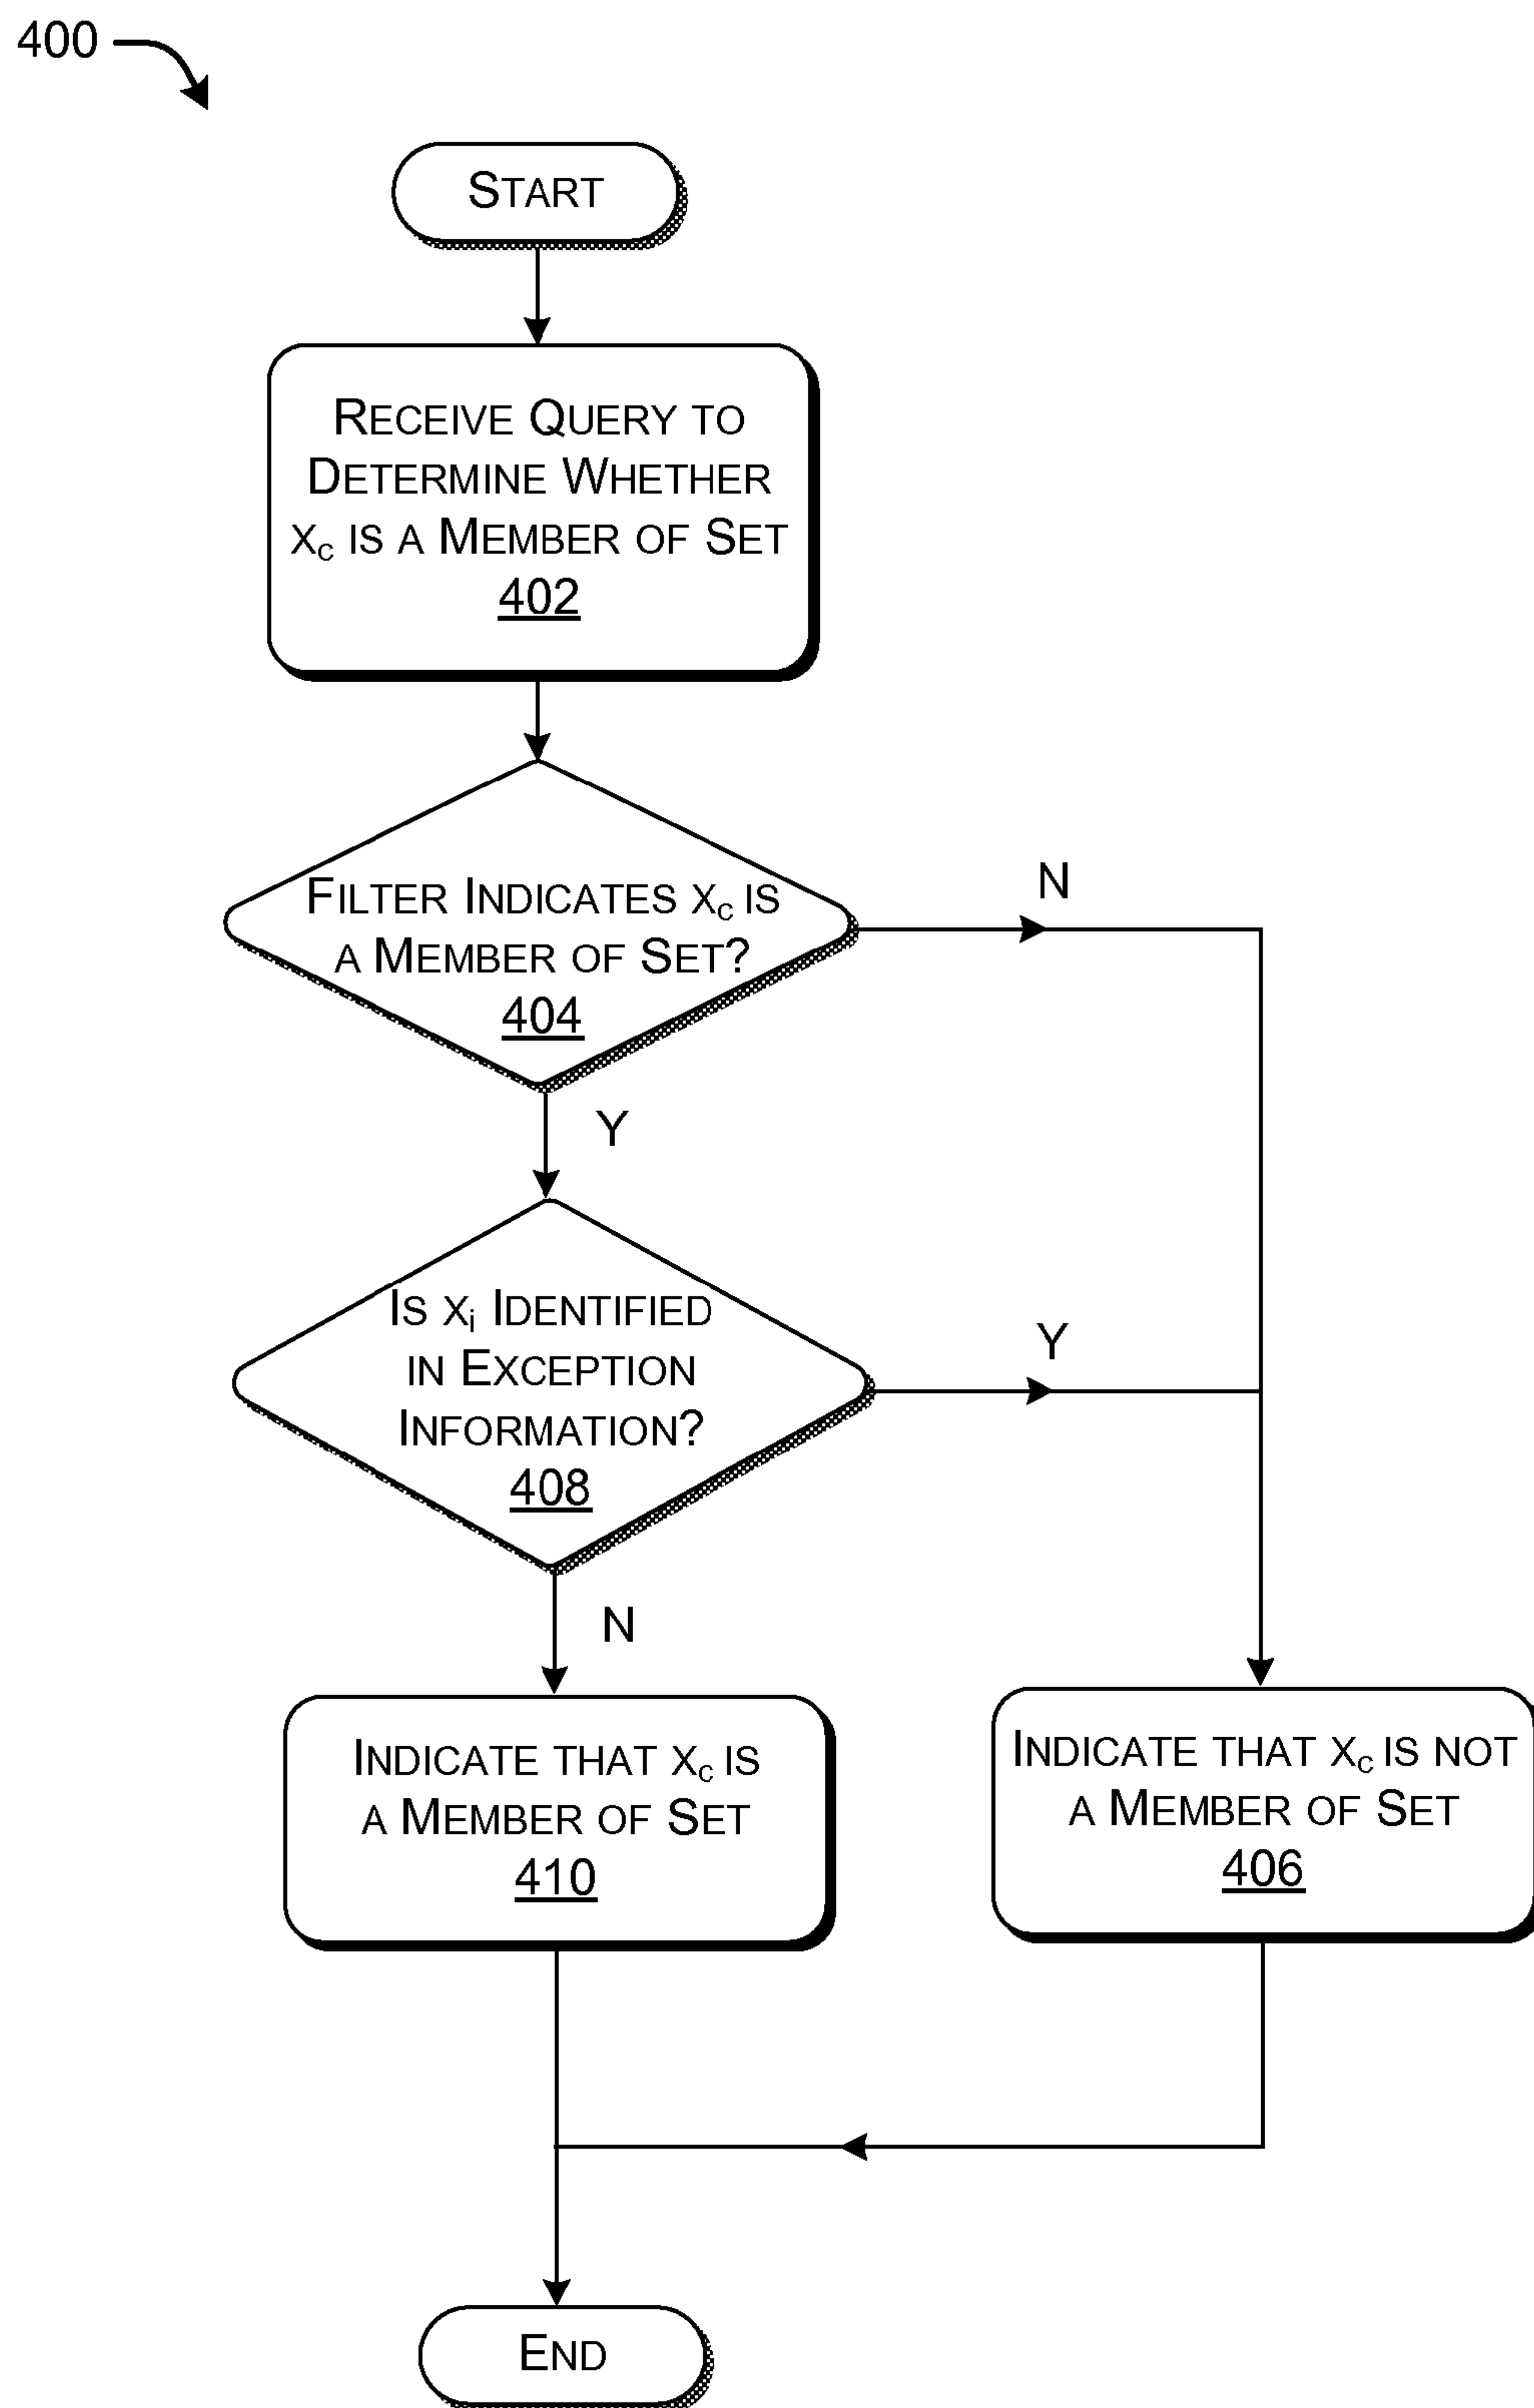 400
START
RECEIVE QUERY TO
DETERMINE WHETHER
Xc IS A MEMBER OF SET
402
FILTER INDICATES Xc IS
A MEMBER OF SET?
404
N
Y
IS Xi IDENTIFIED
IN EXCEPTION
INFORMATION?
408
Y
N
INDICATE THAT Xc IS
A MEMBER OF SET
410
INDICATE THAT Xc IS NOT
A MEMBER OF SET
406
END